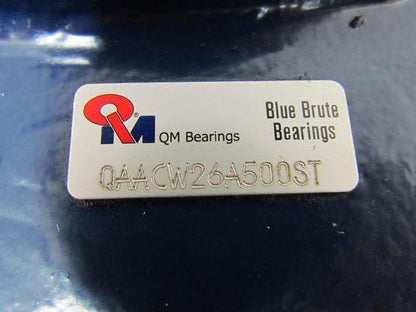 QM
QM Bearings
Blue Brute
Bearings
QAACW26A500ST